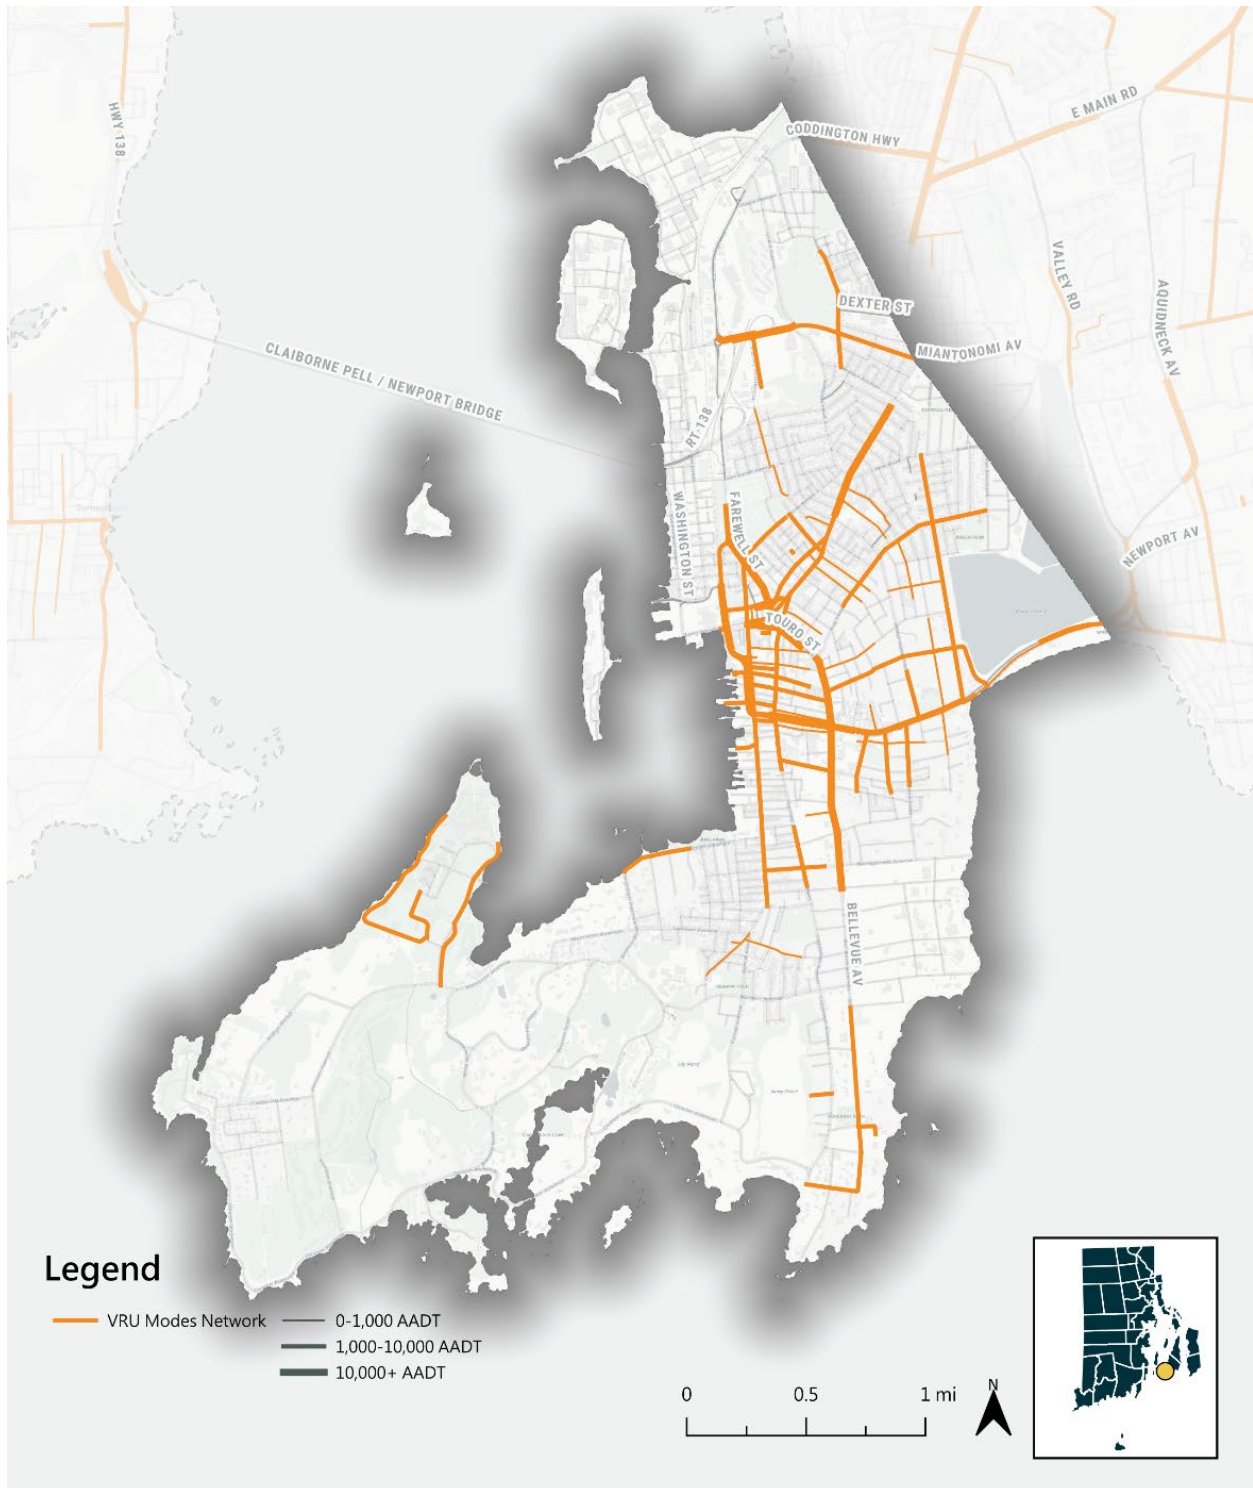 CODDINGTON HWY
E MAIN RD
HWY 138
VALLEY RD
AQUIDNECK AV
DEXTER ST
MIANTONOMI AV
CLAIBORNE PELL / NEWPORT BRIDGE
RT-138
WASHINGTON ST
FAREWELL ST
NEWPORT AV
TOURO ST
BELLEVUE AV
Legend
VRU Modes Network
0-1,000 AADT
1,000-10,000 AADT
10,000+ AADT
0 0.5 1 mi
N